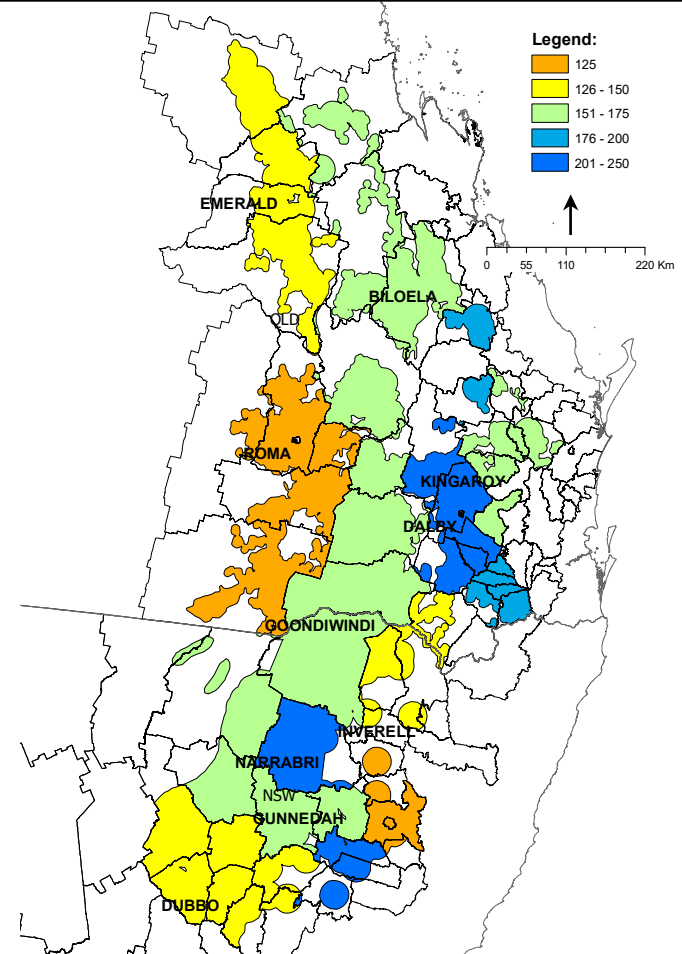 Legend:
125
126 - 150
151 - 175
176 - 200
201 - 250
EMERALD
0 55 110 220 Km
BILOELA
QLD
ROMA
KINGAROY
DALBY
GOONDIWINDI
INVERELL
NARRABRI
NSW
GUNNEDAH
DUBBO